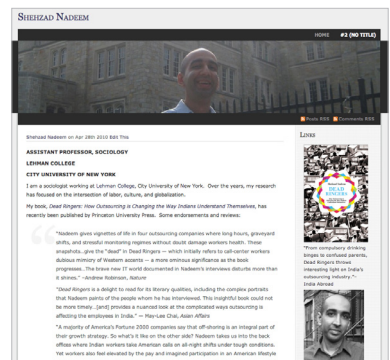 SHEHZAD NADEEM
HOME #2 (NO TITLE)
Posts RSS Comments RSS
Shehzad Nadeem on Apr 28th 2010 Edit This
ASSISTANT PROFESSOR, SOCIOLOGY
LEHMAN COLLEGE
CITY UNIVERSITY OF NEW YORK
I am a sociologist working at Lehman College, City University of New York. Over the years, my research
has focused on the intersection of labor, culture, and globalization.
My book, Dead Ringers: How Outsourcing is Changing the Way Indians Understand Themselves, has
recently been published by Princeton University Press. Some endorsements and reviews:
"Nadeem gives vignettes of life in four outsourcing companies where long hours, graveyard
shifts, and stressful monitoring regimes without doubt damage workers health. These
snapshots…give the "dead" in Dead Ringers — which initially refers to call-center workers
dubious mimicry of Western accents — a more ominous significance as the book
progresses…The brave new IT world documented in Nadeem's interviews disturbs more than
it shines." –Andrew Robinson, Nature
"Dead Ringers is a delight to read for its literary qualities, including the complex portraits
that Nadeem paints of the people whom he has interviewed. This insightful book could not
be more timely…[and] provides a nuanced look at the complicated ways outsourcing is
affecting the employees in India." — May-Lee Chai, Asian Affairs
"A majority of America's Fortune 2000 companies say that off-shoring is an integral part of
their growth strategy. So what's it like on the other side? Nadeem takes us into the back
offices where Indian workers take American calls on all-night shifts under tough conditions.
Yet workers also feel elevated by the pay and imagined participation in an American lifestyle
LINKS
DEAD
RINGERS
"From compulsory drinking
binges to confused parents,
Dead Ringers throws
interesting light on India's
outsourcing industry."-
India Abroad